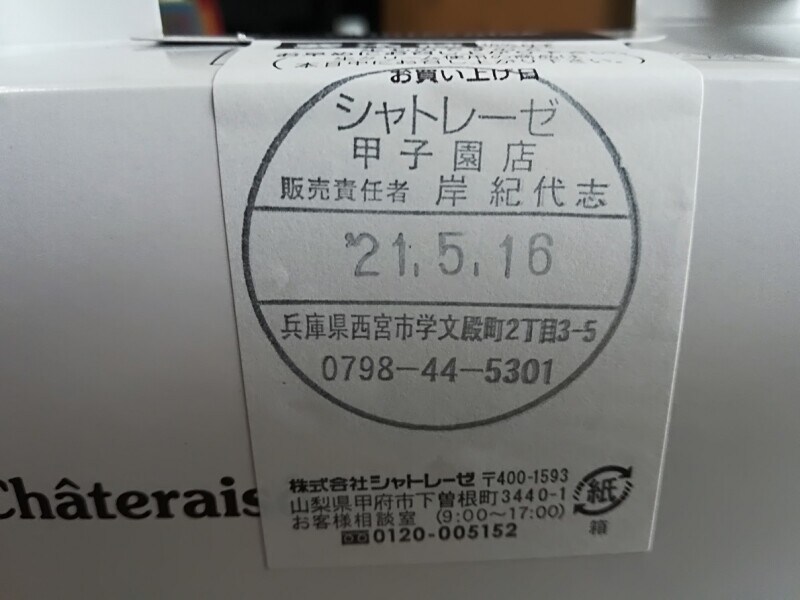 お買い上げ日
シャトレーゼ
甲子園店
販売責任者 岸 紀代志
'21.5.16
兵庫県西宮市学文殿町2丁目3-5
0798-44-5301
Châterais
株式会社シャトレーゼ 〒400-1593
山梨県甲府市下曽根町3440-1
お客様相談室 (9:00〜17:00)
0120-005152
紙
箱